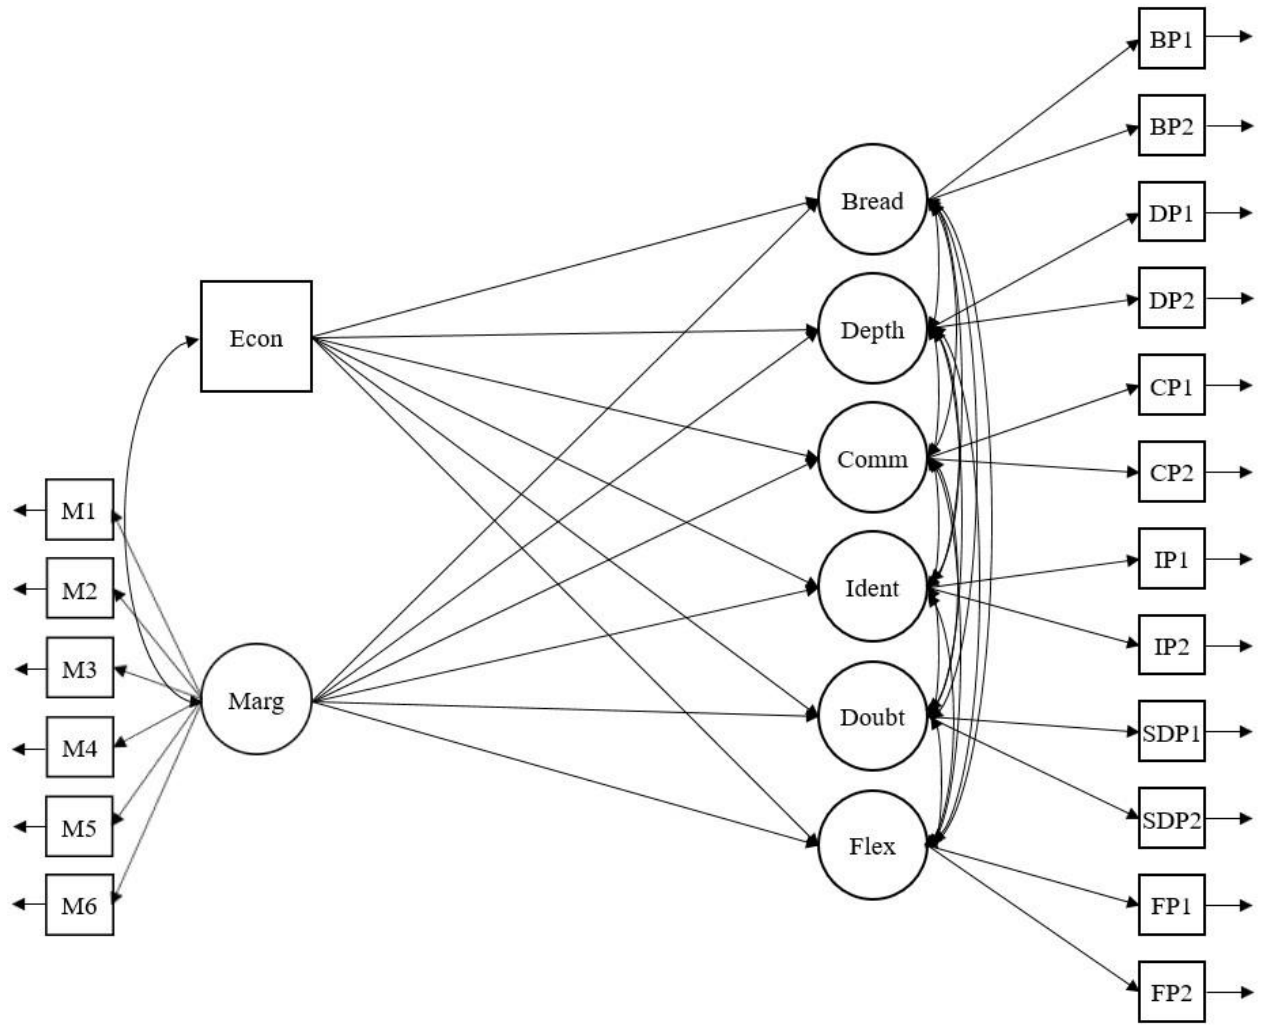 BP1
BP2
Bread
DP1
DP2
Econ
Depth
CP1
Comm
CP2
M1
IP1
M2
Ident
IP2
M3
Marg
Doubt
SDP1
M4
SDP2
M5
Flex
M6
FP1
FP2